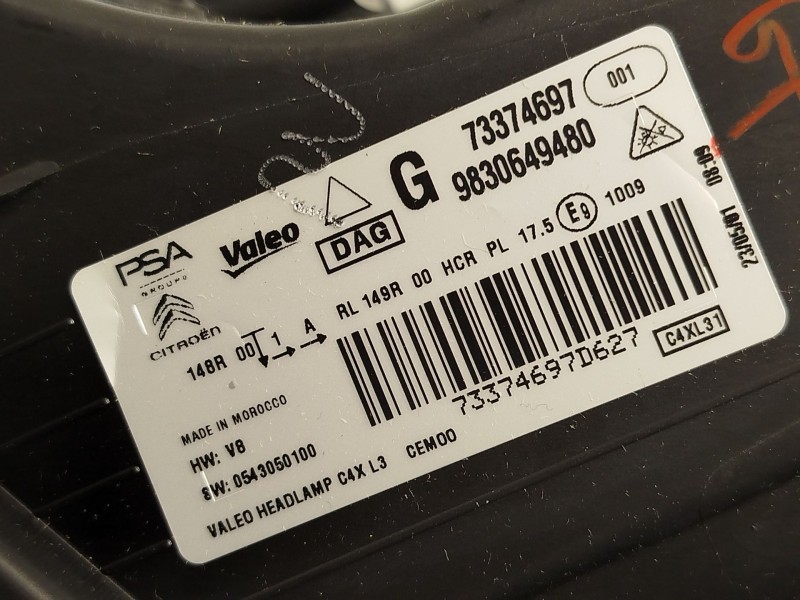 001
G 73374697
9830649480
PSA
GROUPE
Valeo
DAG
CITROËN
RL 149R 00 HCR PL 17.5 E9 1009
148R 00 1 A
73374697D627
C4XL31
23/05/01 08:09
MADE IN MOROCCO
HW: V8
SW: 0543050100
VALEO HEADLAMP C4X L3 CEM00